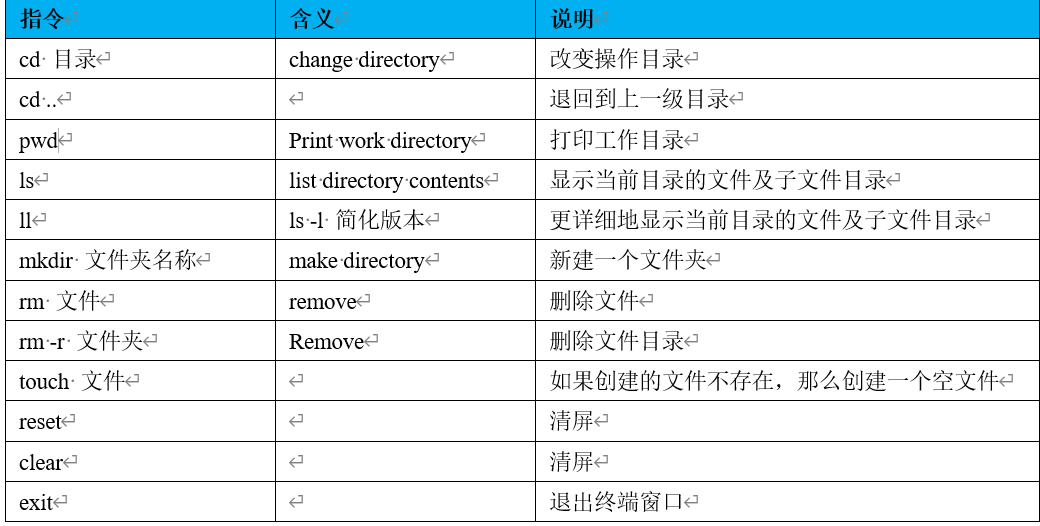 指令 含义 说明
cd 目录 change directory 改变操作目录
cd .. 退回到上一级目录
pwd Print work directory 打印工作目录
ls list directory contents 显示当前目录的文件及子文件目录
ll ls -l 简化版本 更详细地显示当前目录的文件及子文件目录
mkdir 文件夹名称 make directory 新建一个文件夹
rm 文件 remove 删除文件
rm -r 文件夹 Remove 删除文件目录
touch 文件 如果创建的文件不存在，那么创建一个空文件
reset 清屏
clear 清屏
exit 退出终端窗口